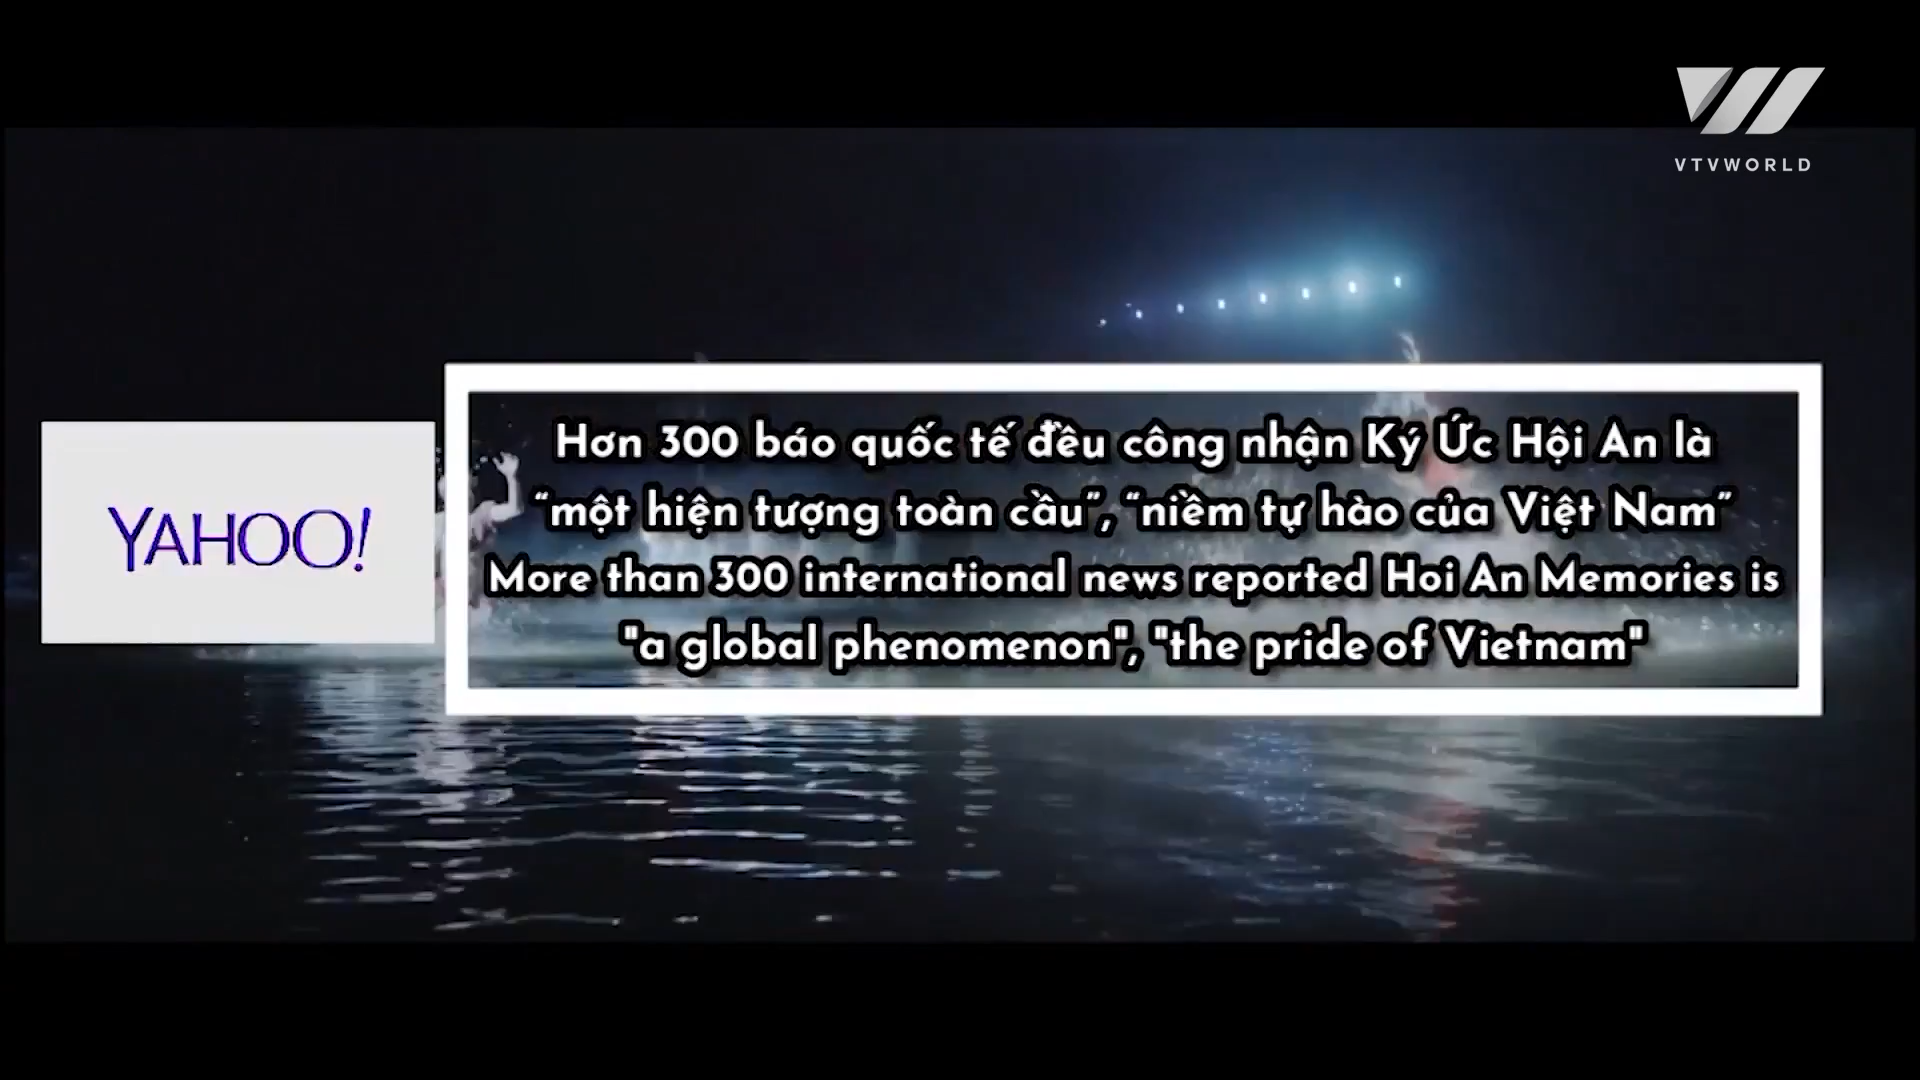 VTVWORLD
YAHOO!
Hơn 300 báo quốc tế đều công nhận Ký Ức Hội An là
“một hiện tượng toàn cầu”, “niềm tự hào của Việt Nam”
More than 300 international news reported Hoi An Memories is
"a global phenomenon", "the pride of Vietnam"